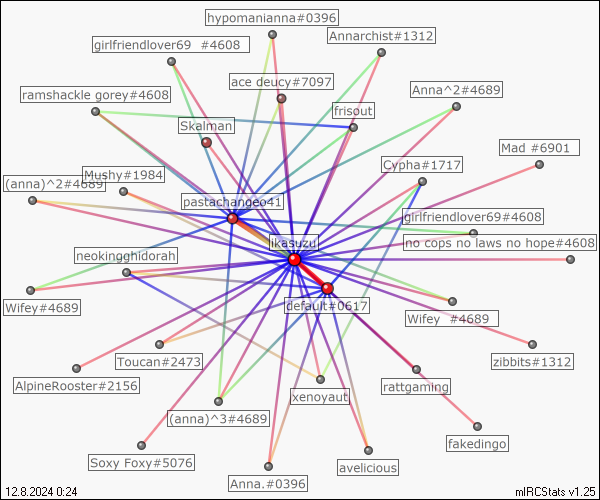 hypomanianna#0396
Annarchist#1312
girlfriendlover69 #4608
ace deucy#7097
Anna^2#4689
ramshackle gorey#4608
frisout
Skalman
Mad #6901
Cypha#1717
Mushy#1984
(anna)^2#4689
pastachangeo41
girlfriendlover69#4608
likasuzu
no cops no laws no hope#4608
neokingghidorah
default#0617
Wifey#4689
Wifey #4689
Toucan#2473
zibbits#1312
AlpineRooster#2156
rattgaming
xenoyaut
(anna)^3#4689
fakedingo
Soxy Foxy#5076
avelicious
Anna.#0396
12.8.2024 0:24
mIRCStats v1.25